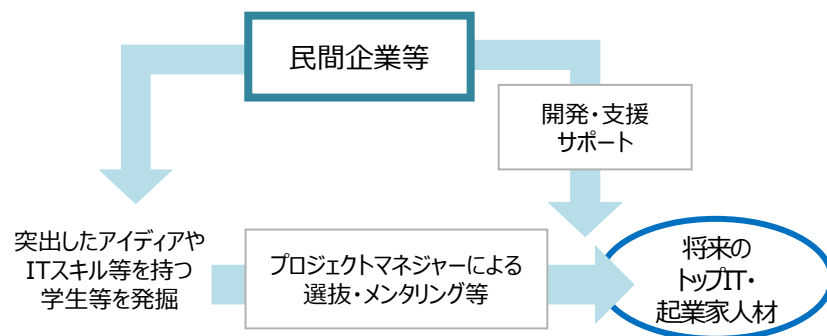 民間企業等
開発・支援
サポート
突出したアイディアや
ITスキル等を持つ
学生等を発掘
プロジェクトマネジャーによる
選抜・メンタリング等
将来の
トップIT・
起業家人材